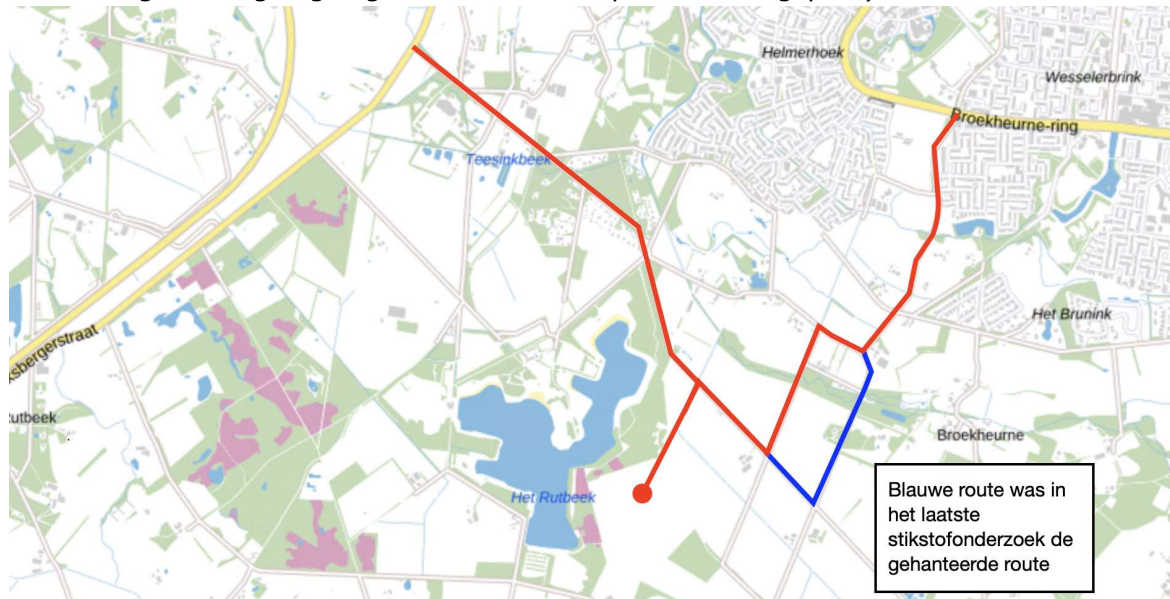 Helmerhoek
Wesselerbrink
Broekheurne-ring
Teesinkbeek
Het Brunink
sbergerstraat
utbeek
Broekheurne
Het Rutbeek
Blauwe route was in
het laatste
stikstofonderzoek de
gehanteerde route